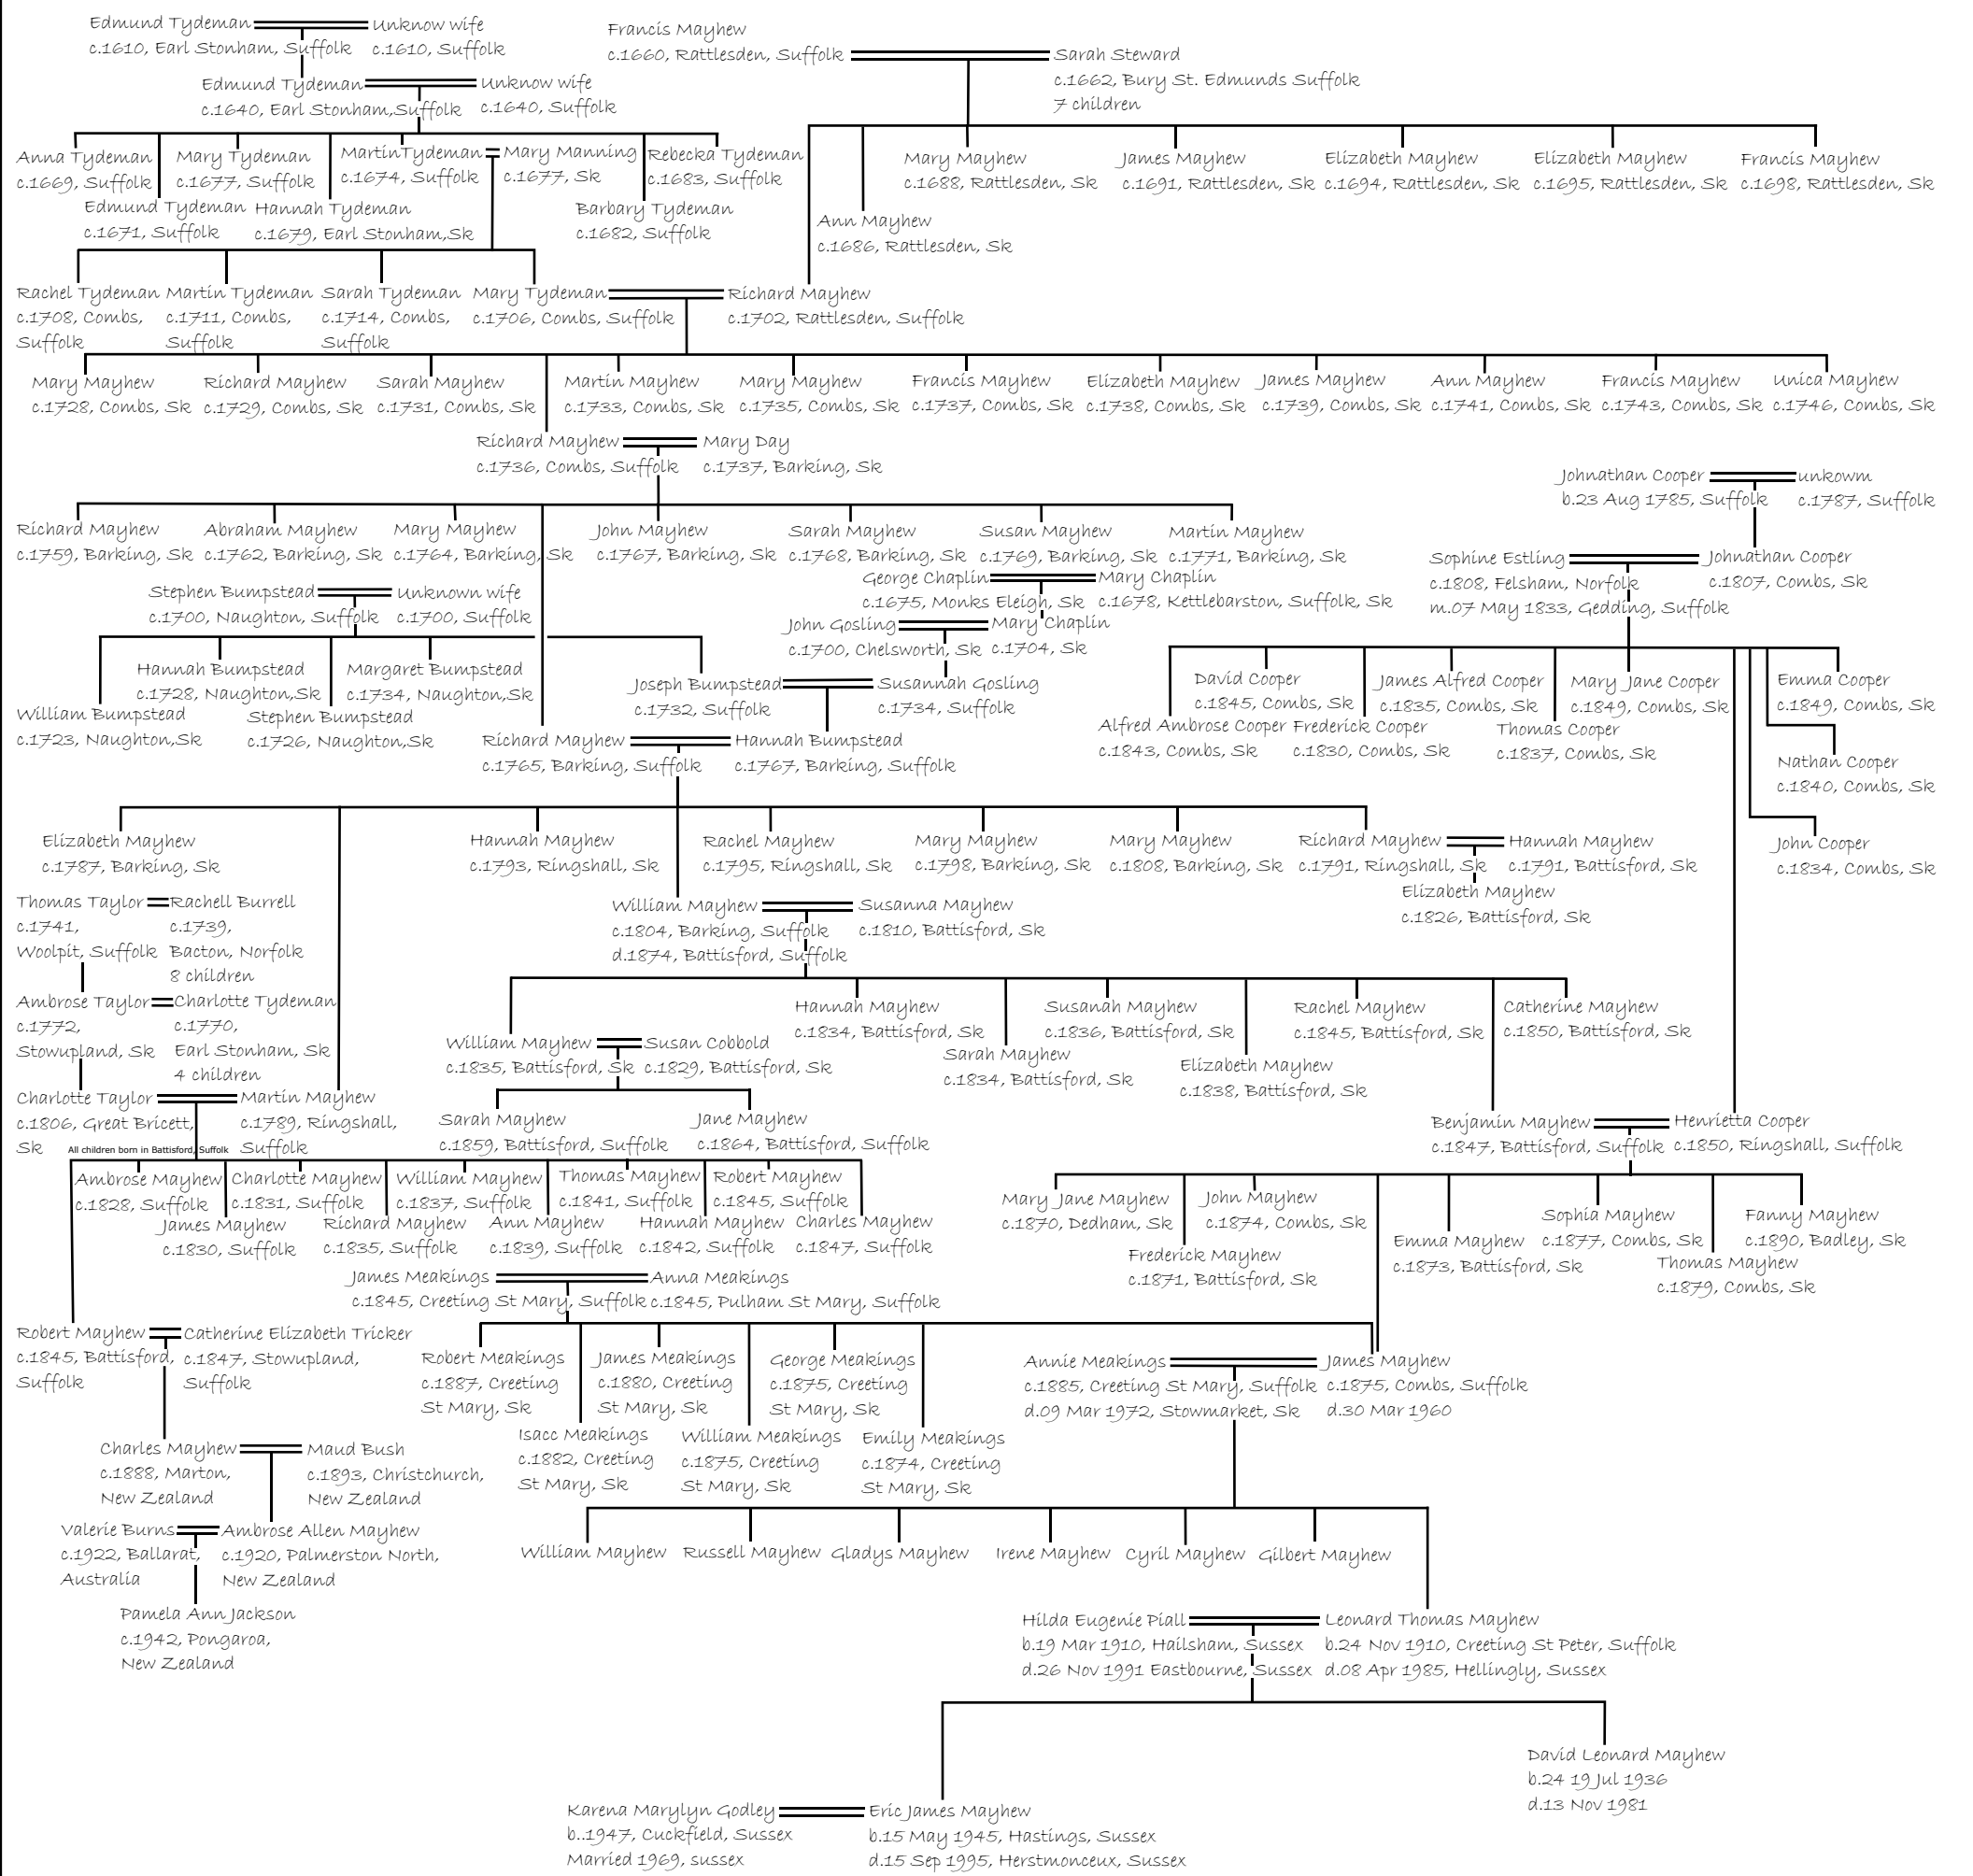 Edmund Tydeman
c.1610, Earl Stonham, Suffolk
Unknow wife
c.1610, Suffolk
Francis Mayhew
c.1660, Rattlesden, Suffolk
Sarah Steward
c.1662, Bury St. Edmunds Suffolk
7 children
Edmund Tydeman
c.1640, Earl Stonham,Suffolk
Unknow wife
c.1640, Suffolk
Anna Tydeman
c.1669, Suffolk
Mary Tydeman
c.1677, Suffolk
MartinTydeman
c.1674, Suffolk
Mary Manning
c.1677, Sk
Rebecka Tydeman
c.1683, Suffolk
Mary Mayhew
c.1688, Rattlesden, Sk
James Mayhew
c.1691, Rattlesden, Sk
Elizabeth Mayhew
c.1694, Rattlesden, Sk
Elizabeth Mayhew
c.1695, Rattlesden, Sk
Francis Mayhew
c.1698, Rattlesden, Sk
Edmund Tydeman
c.1671, Suffolk
Hannah Tydeman
c.1679, Earl Stonham,Sk
Barbary Tydeman
c.1682, Suffolk
Ann Mayhew
c.1686, Rattlesden, Sk
Rachel Tydeman
c.1708, Combs,
Suffolk
Martin Tydeman
c.1711, Combs,
Suffolk
Sarah Tydeman
c.1714, Combs,
Suffolk
Mary Tydeman
c.1706, Combs, Suffolk
Richard Mayhew
c.1702, Rattlesden, Suffolk
Mary Mayhew
c.1728, Combs, Sk
Richard Mayhew
c.1729, Combs, Sk
Sarah Mayhew
c.1731, Combs, Sk
Martin Mayhew
c.1733, Combs, Sk
Mary Mayhew
c.1735, Combs, Sk
Francis Mayhew
c.1737, Combs, Sk
Elizabeth Mayhew
c.1738, Combs, Sk
James Mayhew
c.1739, Combs, Sk
Ann Mayhew
c.1741, Combs, Sk
Francis Mayhew
c.1743, Combs, Sk
Unica Mayhew
c.1746, Combs, Sk
Richard Mayhew
c.1736, Combs, Suffolk
Mary Day
c.1737, Barking, Sk
Johnathan Cooper
b.23 Aug 1785, Suffolk
unkowm
c.1787, Suffolk
Richard Mayhew
c.1759, Barking, Sk
Abraham Mayhew
c.1762, Barking, Sk
Mary Mayhew
c.1764, Barking, Sk
John Mayhew
c.1767, Barking, Sk
Sarah Mayhew
c.1768, Barking, Sk
Susan Mayhew
c.1769, Barking, Sk
Martin Mayhew
c.1771, Barking, Sk
Sophine Estling
c.1808, Felsham, Norfolk
m.07 May 1833, Gedding, Suffolk
Johnathan Cooper
c.1807, Combs, Sk
George Chaplin
c.1675, Monks Eleigh, Sk
Mary Chaplin
c.1678, Kettlebarston, Suffolk, Sk
Stephen Bumpstead
c.1700, Naughton, Suffolk
Unknown wife
c.1700, Suffolk
John Gosling
c.1700, Chelsworth, Sk
Mary Chaplin
c.1704, Sk
Hannah Bumpstead
c.1728, Naughton,Sk
Margaret Bumpstead
c.1734, Naughton,Sk
William Bumpstead
c.1723, Naughton,Sk
Stephen Bumpstead
c.1726, Naughton,Sk
Joseph Bumpstead
c.1732, Suffolk
Susannah Gosling
c.1734, Suffolk
David Cooper
c.1845, Combs, Sk
James Alfred Cooper
c.1835, Combs, Sk
Mary Jane Cooper
c.1849, Combs, Sk
Emma Cooper
c.1849, Combs, Sk
Alfred Ambrose Cooper
c.1843, Combs, Sk
Frederick Cooper
c.1830, Combs, Sk
Thomas Cooper
c.1837, Combs, Sk
Nathan Cooper
c.1840, Combs, Sk
John Cooper
c.1834, Combs, Sk
Richard Mayhew
c.1765, Barking, Suffolk
Hannah Bumpstead
c.1767, Barking, Suffolk
Elizabeth Mayhew
c.1787, Barking, Sk
Hannah Mayhew
c.1793, Ringshall, Sk
Rachel Mayhew
c.1795, Ringshall, Sk
Mary Mayhew
c.1798, Barking, Sk
Mary Mayhew
c.1808, Barking, Sk
Richard Mayhew
c.1791, Ringshall, Sk
Hannah Mayhew
c.1791, Battisford, Sk
Elizabeth Mayhew
c.1826, Battisford, Sk
Thomas Taylor
c.1741,
Woolpit, Suffolk
Rachell Burrell
c.1739,
Bacton, Norfolk
8 children
William Mayhew
c.1804, Barking, Suffolk
d.1874, Battisford, Suffolk
Susanna Mayhew
c.1810, Battisford, Sk
Ambrose Taylor
c.1772,
Stowupland, Sk
Charlotte Tydeman
c.1770,
Earl Stonham, Sk
4 children
William Mayhew
c.1835, Battisford, Sk
Susan Cobbold
c.1829, Battisford, Sk
Hannah Mayhew
c.1834, Battisford, Sk
Sarah Mayhew
c.1834, Battisford, Sk
Susanah Mayhew
c.1836, Battisford, Sk
Elizabeth Mayhew
c.1838, Battisford, Sk
Rachel Mayhew
c.1845, Battisford, Sk
Catherine Mayhew
c.1850, Battisford, Sk
Charlotte Taylor
c.1806, Great Bricett,
Sk
Martin Mayhew
c.1789, Ringshall,
Suffolk
Sarah Mayhew
c.1859, Battisford, Suffolk
Jane Mayhew
c.1864, Battisford, Suffolk
Benjamin Mayhew
c.1847, Battisford, Suffolk
Henrietta Cooper
c.1850, Ringshall, Suffolk
All children born in Battisford, Suffolk
Ambrose Mayhew
c.1828, Suffolk
Charlotte Mayhew
c.1831, Suffolk
William Mayhew
c.1837, Suffolk
Thomas Mayhew
c.1841, Suffolk
Robert Mayhew
c.1845, Suffolk
James Mayhew
c.1830, Suffolk
Richard Mayhew
c.1835, Suffolk
Ann Mayhew
c.1839, Suffolk
Hannah Mayhew
c.1842, Suffolk
Charles Mayhew
c.1847, Suffolk
Mary Jane Mayhew
c.1870, Dedham, Sk
Frederick Mayhew
c.1871, Battisford, Sk
John Mayhew
c.1874, Combs, Sk
Emma Mayhew
c.1873, Battisford, Sk
Sophia Mayhew
c.1877, Combs, Sk
Thomas Mayhew
c.1879, Combs, Sk
Fanny Mayhew
c.1890, Badley, Sk
James Meakings
c.1845, Creeting St Mary, Suffolk
Anna Meakings
c.1845, Pulham St Mary, Suffolk
Robert Mayhew
c.1845, Battisford,
Suffolk
Catherine Elizabeth Tricker
c.1847, Stowupland,
Suffolk
Robert Meakings
c.1887, Creeting
St Mary, Sk
James Meakings
c.1880, Creeting
St Mary, Sk
George Meakings
c.1875, Creeting
St Mary, Sk
Annie Meakings
c.1885, Creeting St Mary, Suffolk
d.09 Mar 1972, Stowmarket, Sk
James Mayhew
c.1875, Combs, Suffolk
d.30 Mar 1960
Isacc Meakings
c.1882, Creeting
St Mary, Sk
William Meakings
c.1875, Creeting
St Mary, Sk
Emily Meakings
c.1874, Creeting
St Mary, Sk
Charles Mayhew
c.1888, Marton,
New Zealand
Maud Bush
c.1893, Christchurch,
New Zealand
Valerie Burns
c.1922, Ballarat,
Australia
Ambrose Allen Mayhew
c.1920, Palmerston North,
New Zealand
William Mayhew
Russell Mayhew
Gladys Mayhew
Irene Mayhew
Cyril Mayhew
Gilbert Mayhew
Pamela Ann Jackson
c.1942, Pongaroa,
New Zealand
Hilda Eugenie Piall
b.19 Mar 1910, Hailsham, Sussex
d.26 Nov 1991 Eastbourne, Sussex
Leonard Thomas Mayhew
b.24 Nov 1910, Creeting St Peter, Suffolk
d.08 Apr 1985, Hellingly, Sussex
David Leonard Mayhew
b.24 19 Jul 1936
d.13 Nov 1981
Karena Marylyn Godley
b..1947, Cuckfield, Sussex
Married 1969, sussex
Eric James Mayhew
b.15 May 1945, Hastings, Sussex
d.15 Sep 1995, Herstmonceux, Sussex